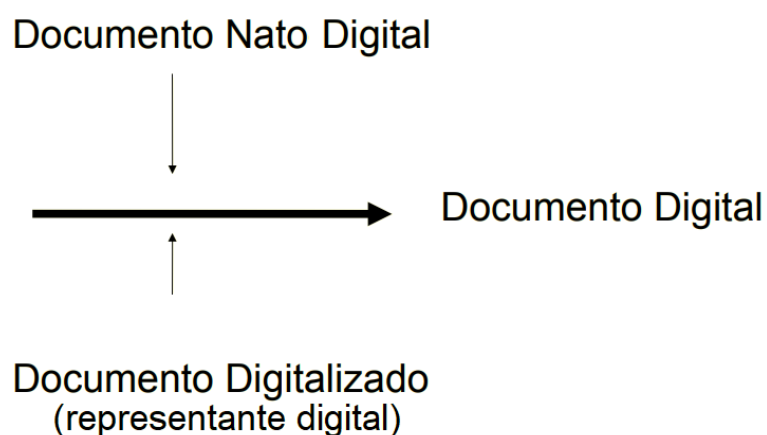 Documento Nato Digital
Documento Digital
Documento Digitalizado
(representante digital)